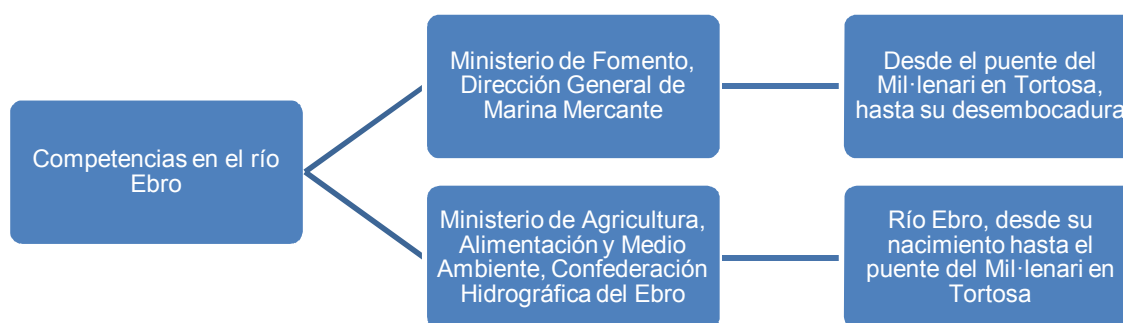 Competencias en el río
Ebro
Ministerio de Fomento,
Dirección General de
Marina Mercante
Desde el puente del
Mil·lenari en Tortosa,
hasta su desembocadura
Ministerio de Agricultura,
Alimentación y Medio
Ambiente, Confederación
Hidrográfica del Ebro
Río Ebro, desde su
nacimiento hasta el
puente del Mil·lenari en
Tortosa